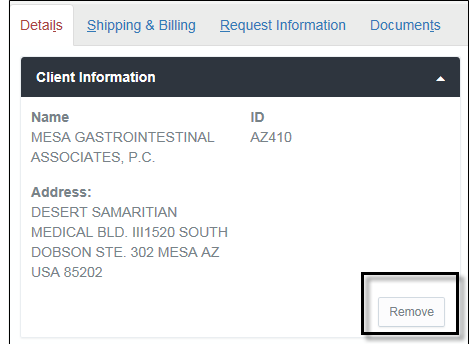 Details Shipping & Billing Request Information Documents
Client Information
Name ID
MESA GASTROINTESTINAL AZ410
ASSOCIATES, P.C.
Address:
DESERT SAMARITIAN
MEDICAL BLD. III1520 SOUTH
DOBSON STE. 302 MESA AZ
USA 85202
Remove